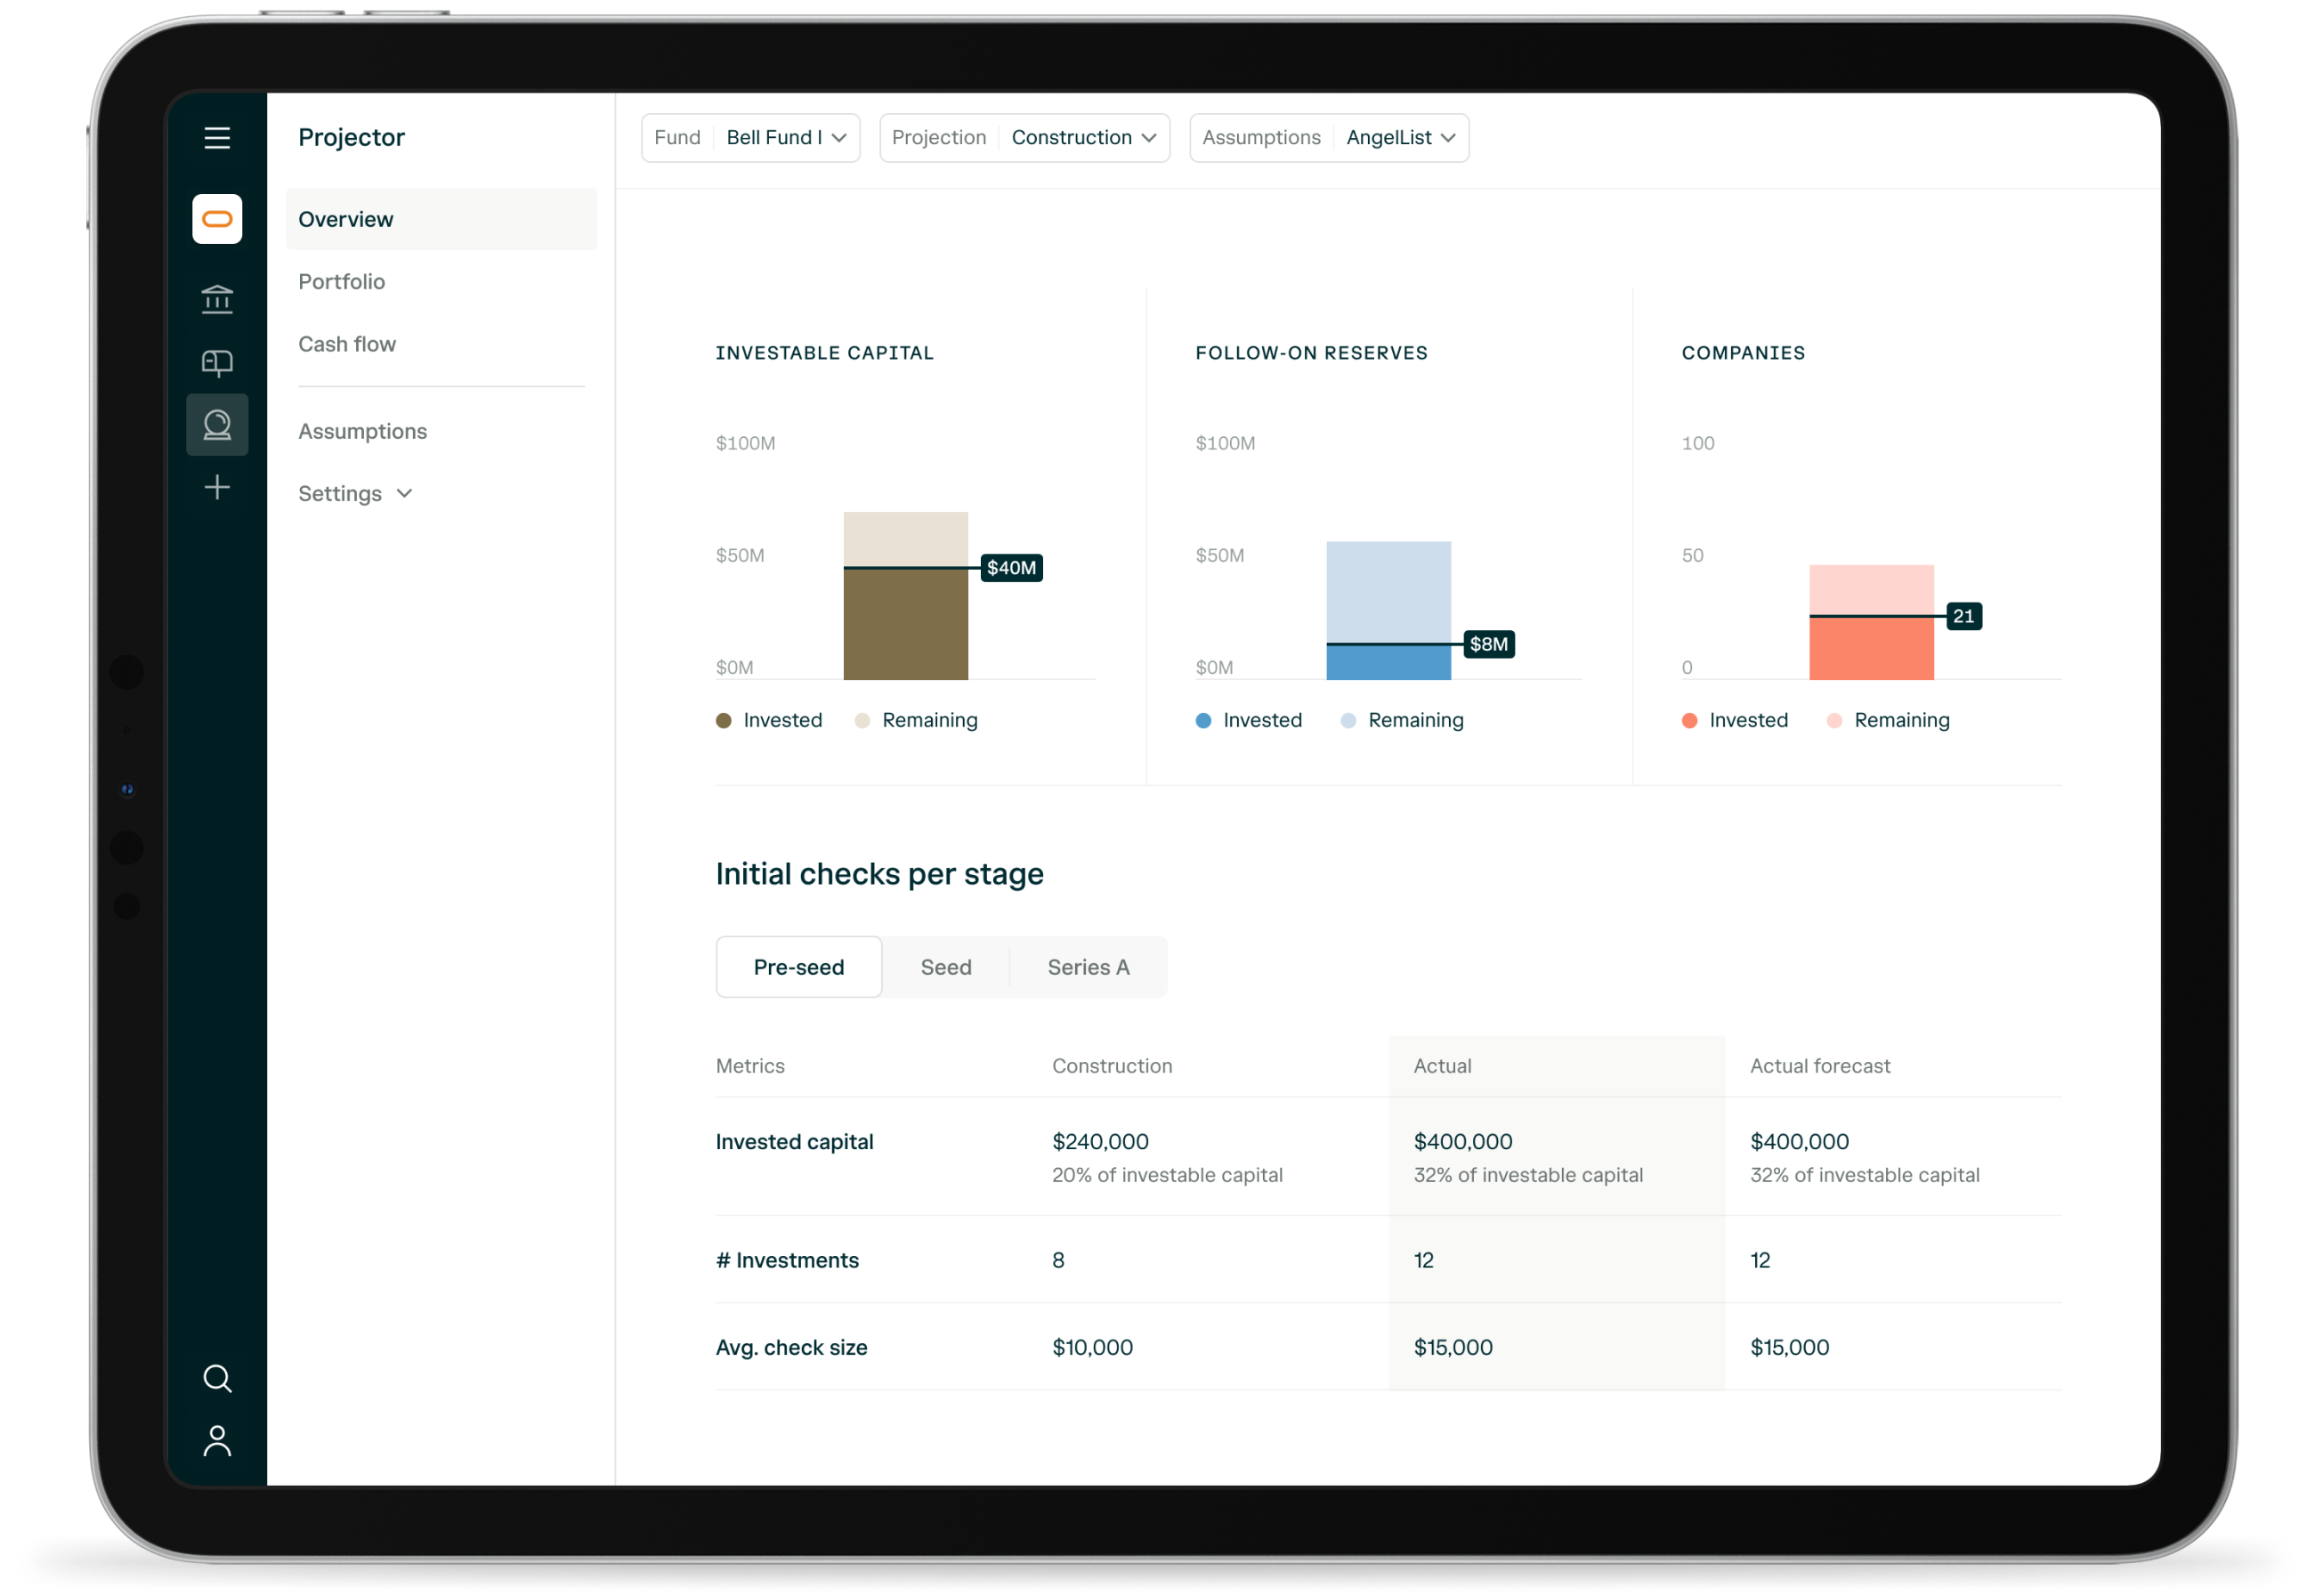 Projector
Fund Bell Fund I
Projection Construction
Assumptions AngelList
Overview
Portfolio
Cash flow
Assumptions
Settings
INVESTABLE CAPITAL
$100M
$50M
$0M
$40M
Invested Remaining
FOLLOW-ON RESERVES
$100M
$50M
$0M
$8M
Invested Remaining
COMPANIES
100
50
0
21
Invested Remaining
Initial checks per stage
Pre-seed Seed Series A
Metrics Construction Actual Actual forecast
Invested capital $240,000 $400,000 $400,000
20% of investable capital 32% of investable capital 32% of investable capital
# Investments 8 12 12
Avg. check size $10,000 $15,000 $15,000